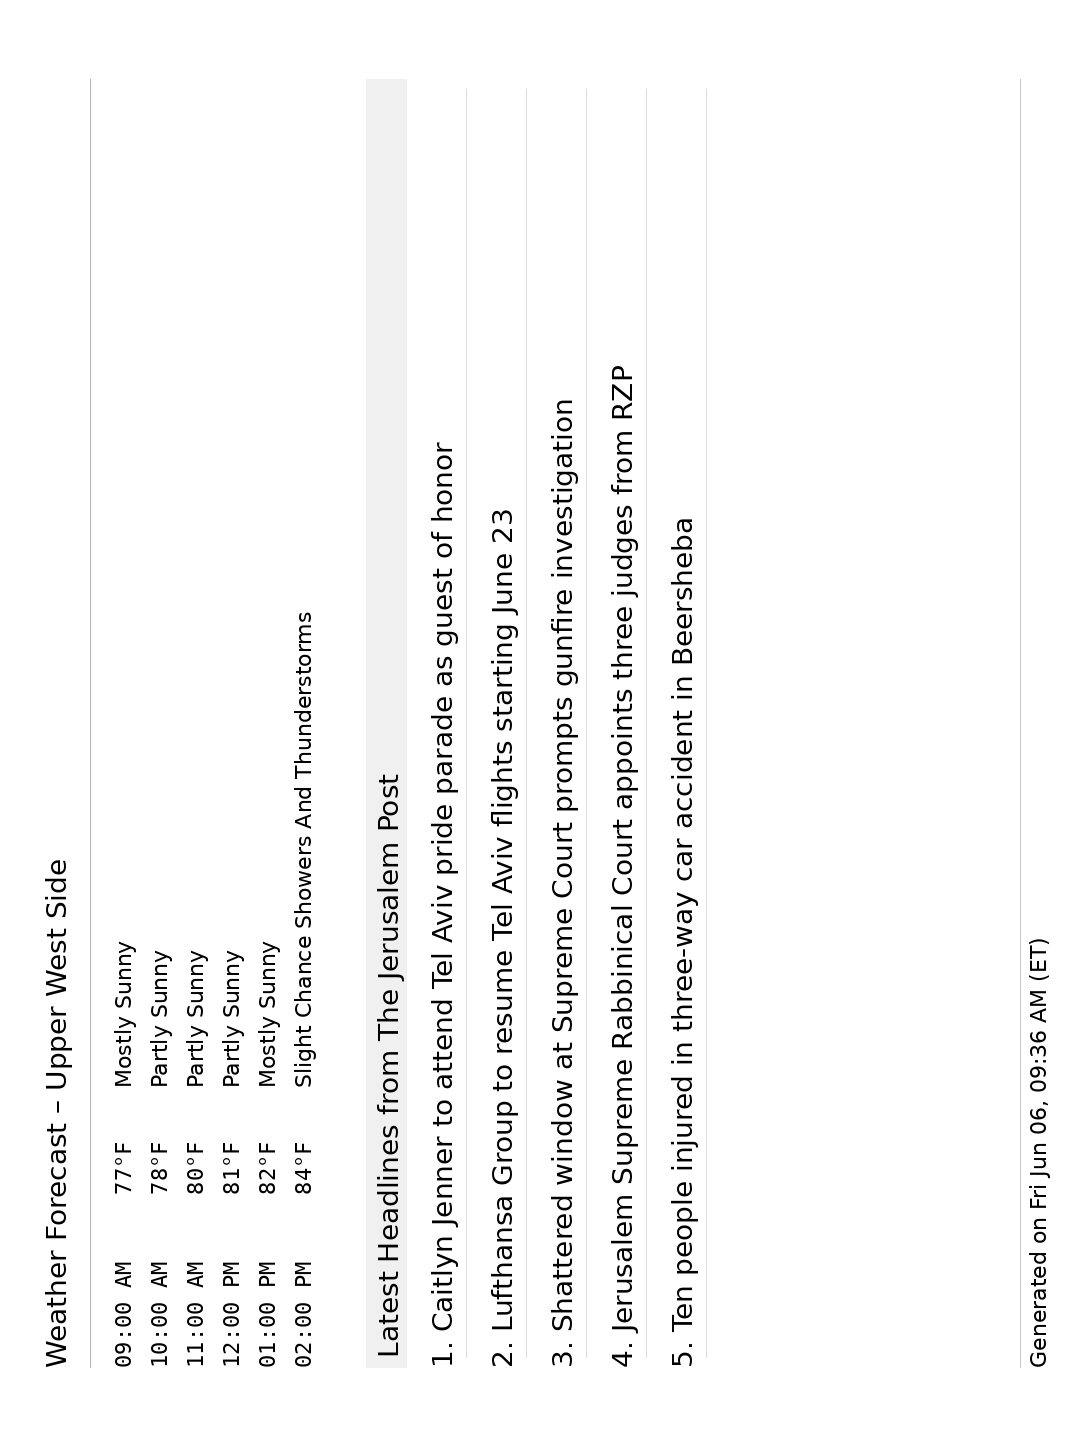 Weather Forecast – Upper West Side
09:00 AM 77°F Mostly Sunny
10:00 AM 78°F Partly Sunny
11:00 AM 80°F Partly Sunny
12:00 PM 81°F Partly Sunny
01:00 PM 82°F Mostly Sunny
02:00 PM 84°F Slight Chance Showers And Thunderstorms
Latest Headlines from The Jerusalem Post
1. Caitlyn Jenner to attend Tel Aviv pride parade as guest of honor
2. Lufthansa Group to resume Tel Aviv flights starting June 23
3. Shattered window at Supreme Court prompts gunfire investigation
4. Jerusalem Supreme Rabbinical Court appoints three judges from RZP
5. Ten people injured in three-way car accident in Beersheba
Generated on Fri Jun 06, 09:36 AM (ET)